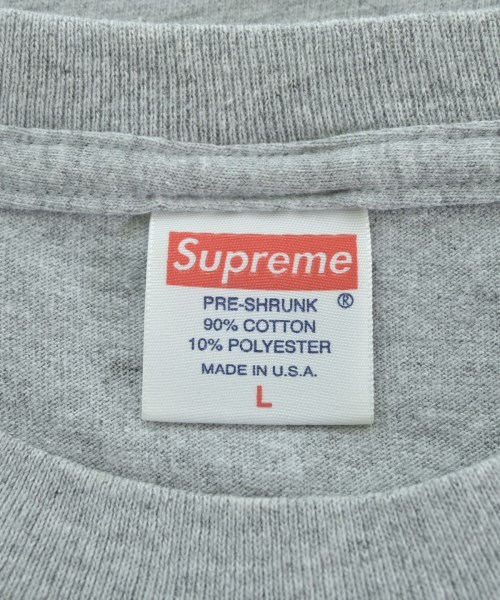 Supreme
PRE-SHRUNK ®
90% COTTON
10% POLYESTER
MADE IN U.S.A.
L